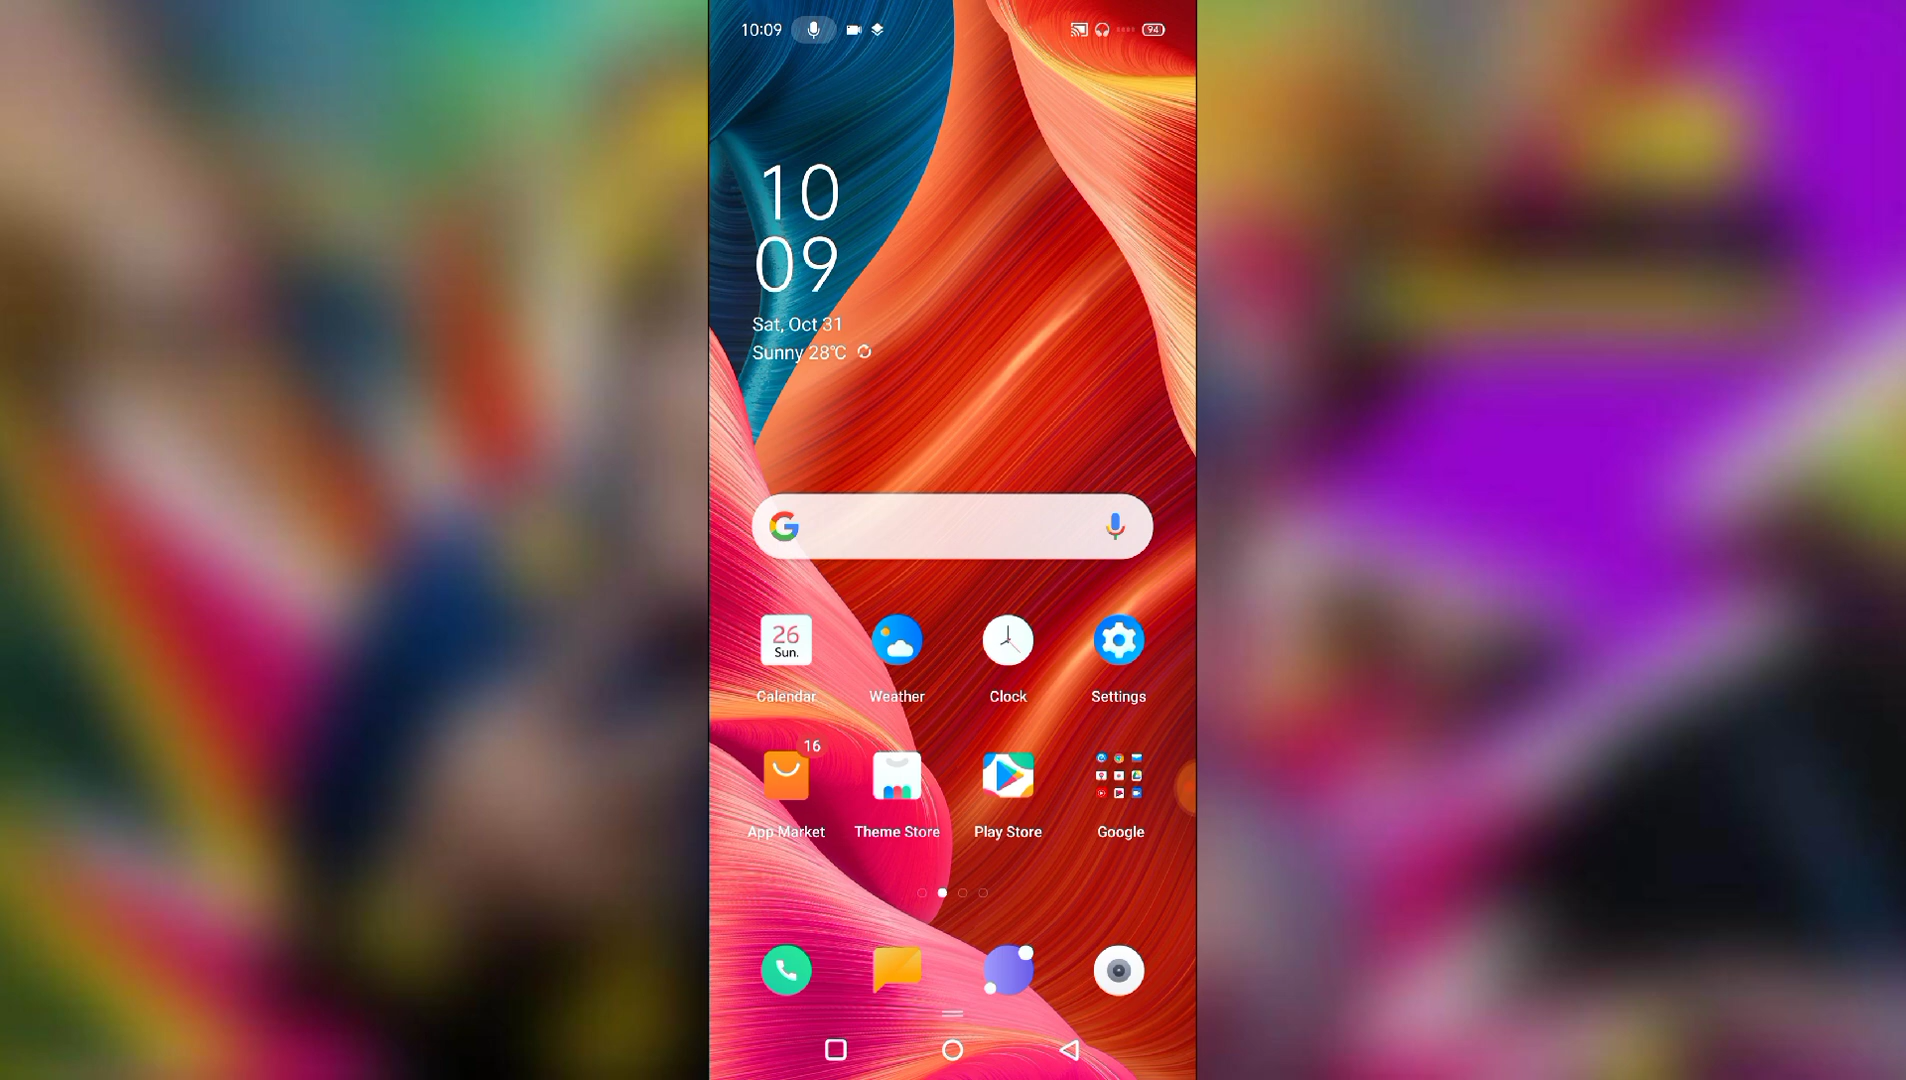 10:09
94
10
09
Sat, Oct 31
Sunny 28℃
G
26
Sun.
Calendar
Weather
Clock
Settings
16
App Market
Theme Store
Play Store
Google